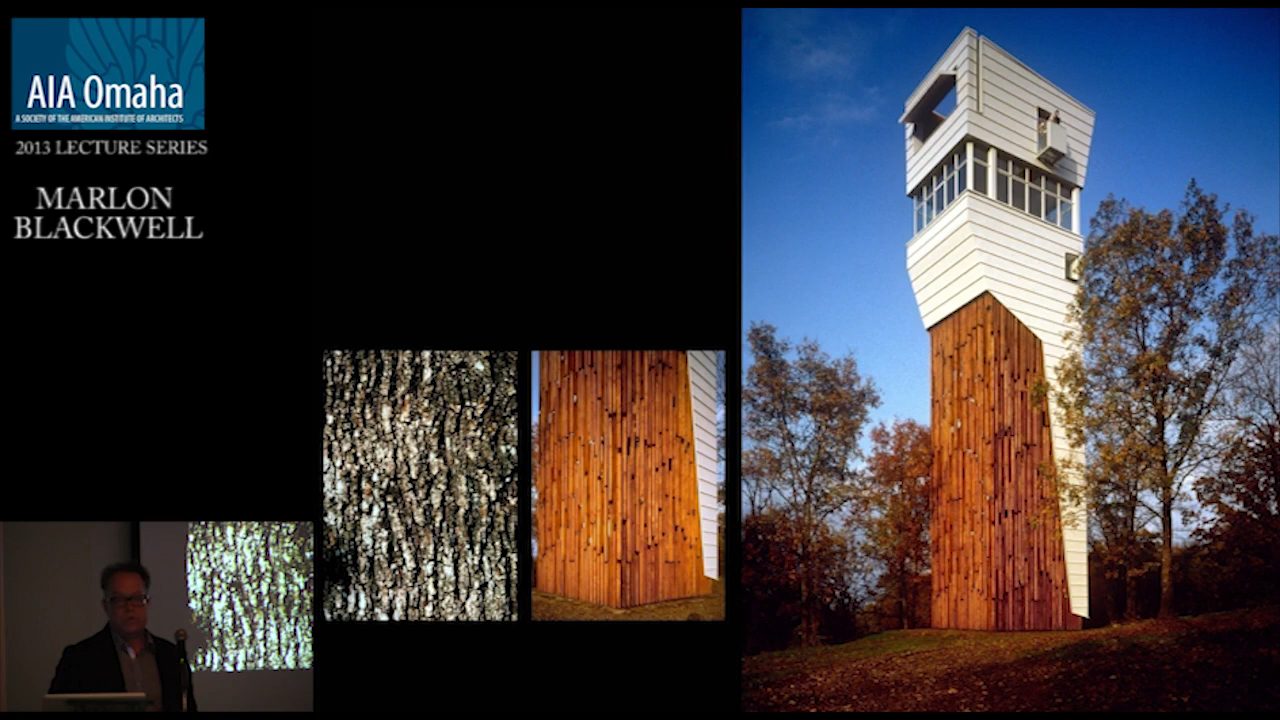 AIA Omaha
A SOCIETY OF THE AMERICAN INSTITUTE OF ARCHITECTS
2013 LECTURE SERIES
MARLON
BLACKWELL